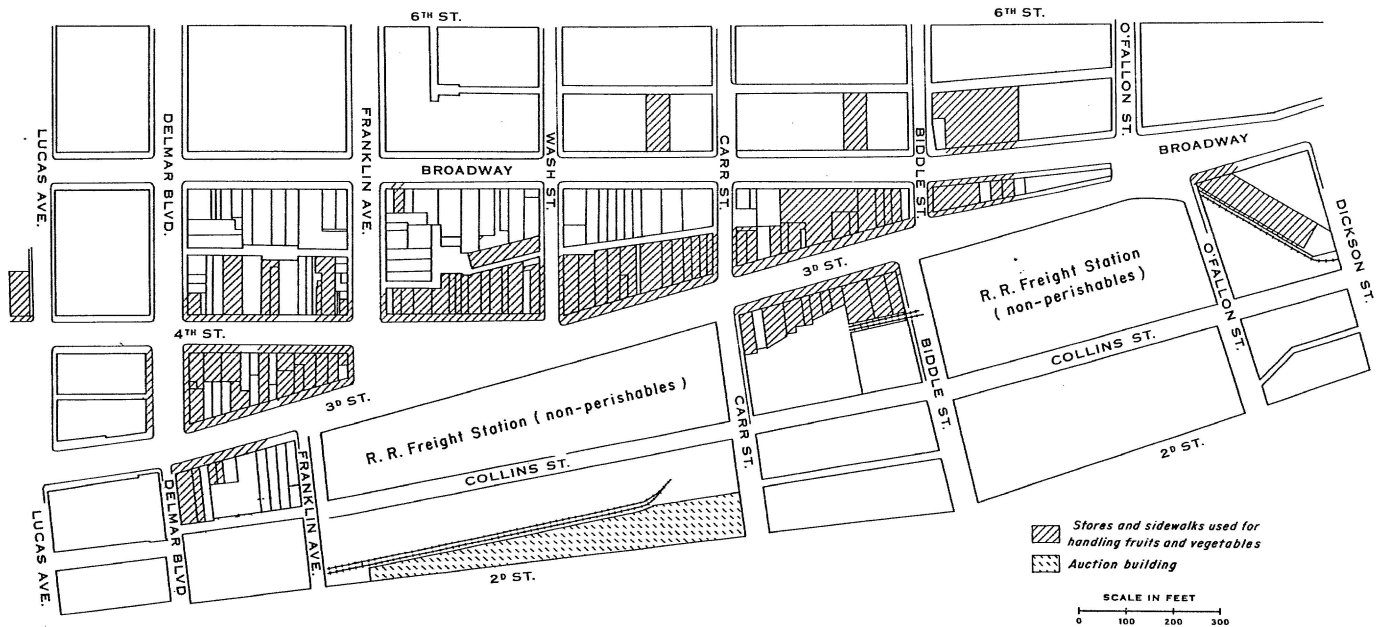 6TH ST.
6TH ST.
LUCAS AVE.
DELMAR BLVD.
FRANKLIN AVE.
WASH ST.
CARR ST.
BIDDLE ST.
O'FALLON ST.
BROADWAY
BROADWAY
DICKSON ST.
O'FALLON ST.
3D ST.
R. R. Freight Station
( non-perishables )
4TH ST.
3D ST.
R. R. Freight Station ( non-perishables )
COLLINS ST.
BIDDLE ST.
CARR ST.
COLLINS ST.
2D ST.
LUCAS AVE.
DELMAR BLVD
FRANKLIN AVE.
2D ST.
Stores and sidewalks used for
handling fruits and vegetables
Auction building
SCALE IN FEET
0 100 200 300